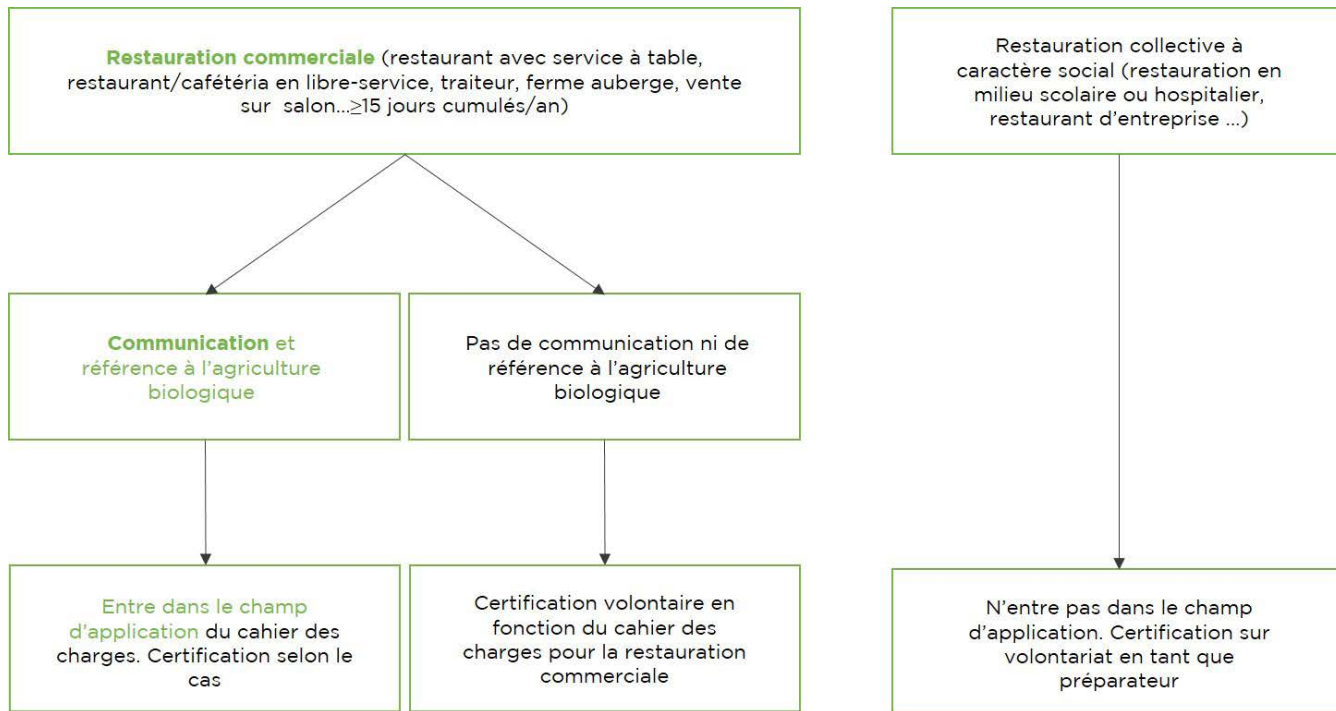 Restauration commerciale (restaurant avec service à table,
restaurant/cafétéria en libre-service, traiteur, ferme auberge, vente
sur salon...≥15 jours cumulés/an)
Restauration collective à
caractère social (restauration en
milieu scolaire ou hospitalier,
restaurant d'entreprise ...)
Communication et
référence à l'agriculture
biologique
Pas de communication ni de
référence à l'agriculture
biologique
Entre dans le champ
d'application du cahier des
charges. Certification selon le
cas
Certification volontaire en
fonction du cahier des
charges pour la restauration
commerciale
N'entre pas dans le champ
d'application. Certification sur
volontariat en tant que
préparateur